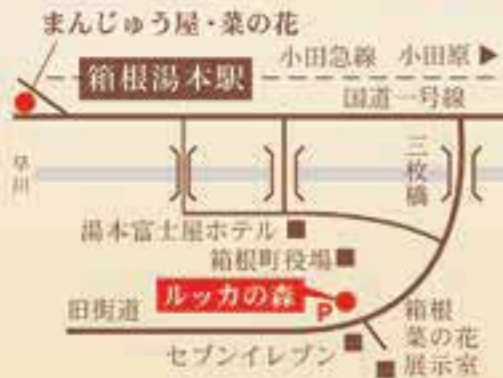 まんじゅう屋・菜の花
小田急線 小田原 ▶
箱根湯本駅
国道一号線
早川
三枚橋
湯本富士屋ホテル
箱根町役場
ルッカの森
P
旧街道
箱根
菜の花
展示室
セブンイレブン